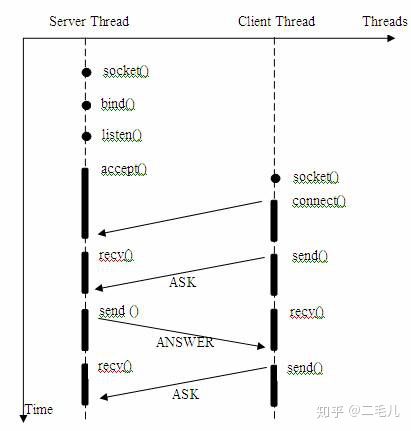 Server Thread
Client Thread
Threads
socket()
bind()
listen()
accept()
socket()
connect()
recv()
send()
ASK
send ()
recv()
ANSWER
recv()
send()
ASK
Time
知乎 @二毛儿